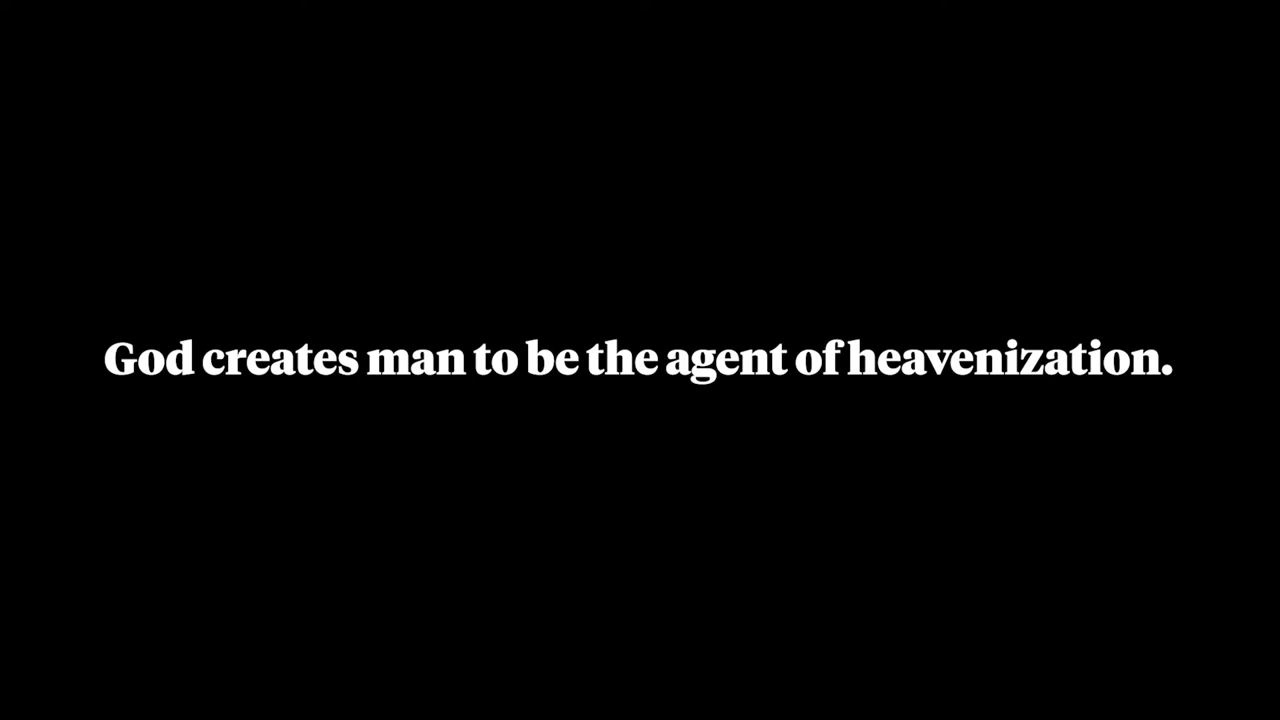 God creates man to be the agent of heavenization.